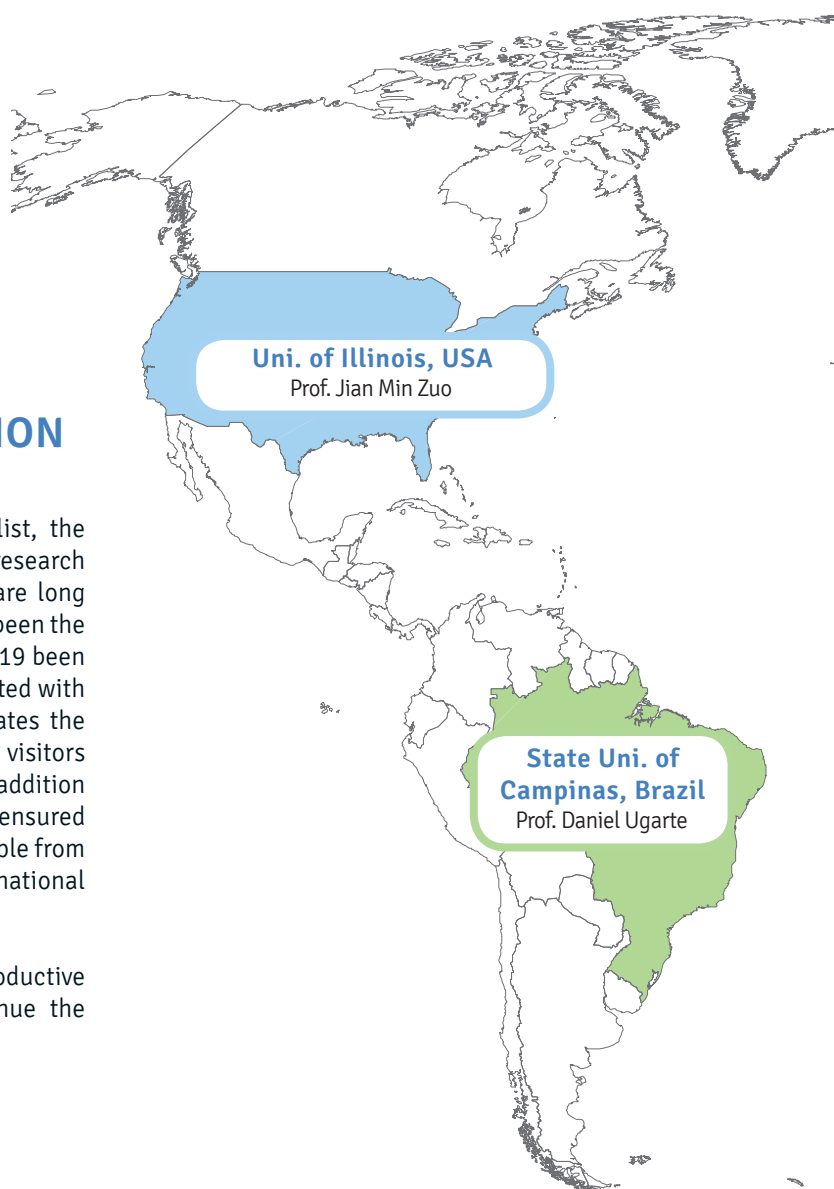 ION
list, the
research
are long
been the
19 been
ted with
ates the
visitors
addition
ensured
ple from
national
oductive
nue the
Uni. of Illinois, USA
Prof. Jian Min Zuo
State Uni. of
Campinas, Brazil
Prof. Daniel Ugarte